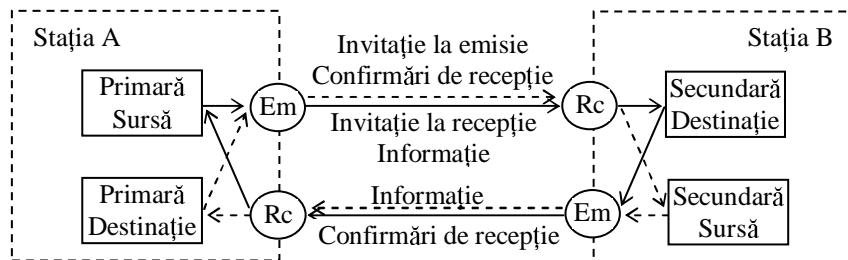 Stația A
Stația B
Invitație la emisie
Confirmări de recepție
Primară
Sursă
Em
Rc
Secundară
Destinație
Invitație la recepție
Informație
Primară
Destinație
Rc
Informație
Em
Confirmări de recepție
Secundară
Sursă